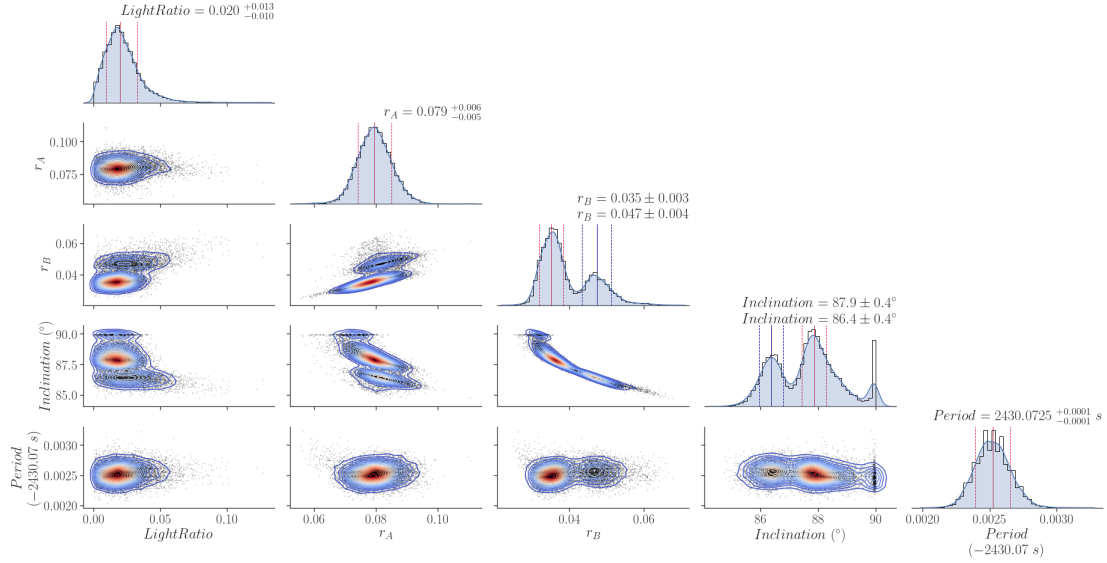 LightRatio = 0.020 +0.013 −0.010
r_A = 0.079 +0.006 −0.005
0.100
0.075
r_A
r_B = 0.035 ± 0.003
r_B = 0.047 ± 0.004
0.06
0.04
r_B
Inclination = 87.9 ± 0.4°
Inclination = 86.4 ± 0.4°
90.0
87.5
85.0
Inclination (°)
Period = 2430.0725 +0.0001 −0.0001 s
0.0030
0.0025
0.0020
Period
(−2430.07 s)
0.00 0.05 0.10
LightRatio
0.06 0.08 0.10
r_A
0.04 0.06
r_B
86 88 90
Inclination (°)
0.0020 0.0025 0.0030
Period
(−2430.07 s)